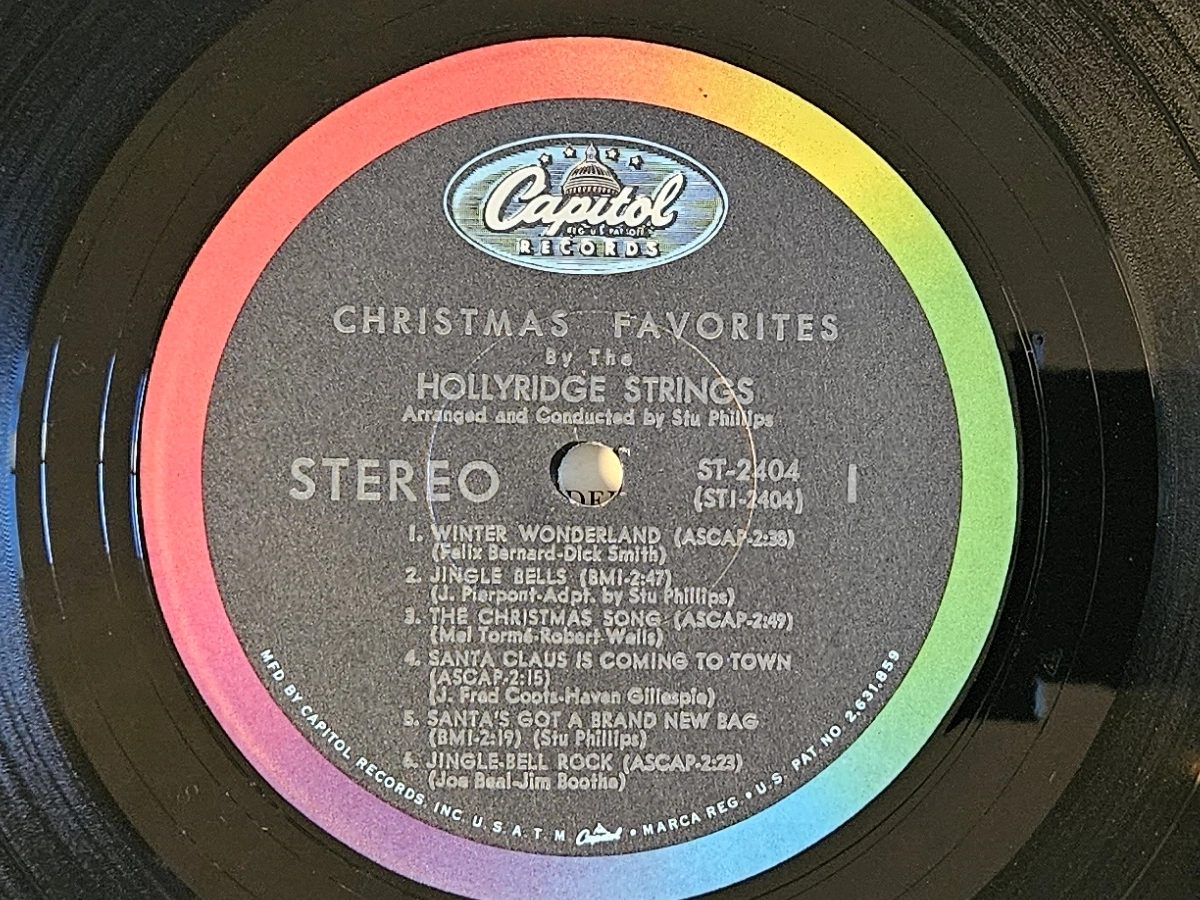 Capitol
REG. U.S. PAT. OFF.
RECORDS
CHRISTMAS FAVORITES
By The
HOLLYRIDGE STRINGS
Arranged and Conducted by Stu Phillips
STEREO
ST-2404
(ST1-2404)
1
1. WINTER WONDERLAND (ASCAP-2:38)
(Felix Bernard-Dick Smith)
2. JINGLE BELLS (BMI-2:47)
(J. Pierpont-Adpt. by Stu Phillips)
3. THE CHRISTMAS SONG (ASCAP-2:49)
(Mel Tormé-Robert Wells)
4. SANTA CLAUS IS COMING TO TOWN
(ASCAP-2:15)
(J. Fred Coots-Haven Gillespie)
5. SANTA'S GOT A BRAND NEW BAG
(BMI-2:19) (Stu Phillips)
6. JINGLE-BELL ROCK (ASCAP-2:23)
(Joe Beal-Jim Boothe)
MFD BY CAPITOL RECORDS, INC. U.S.A. T.M. Capitol • MARCA REG. • U.S. PAT. NO. 2,631,859